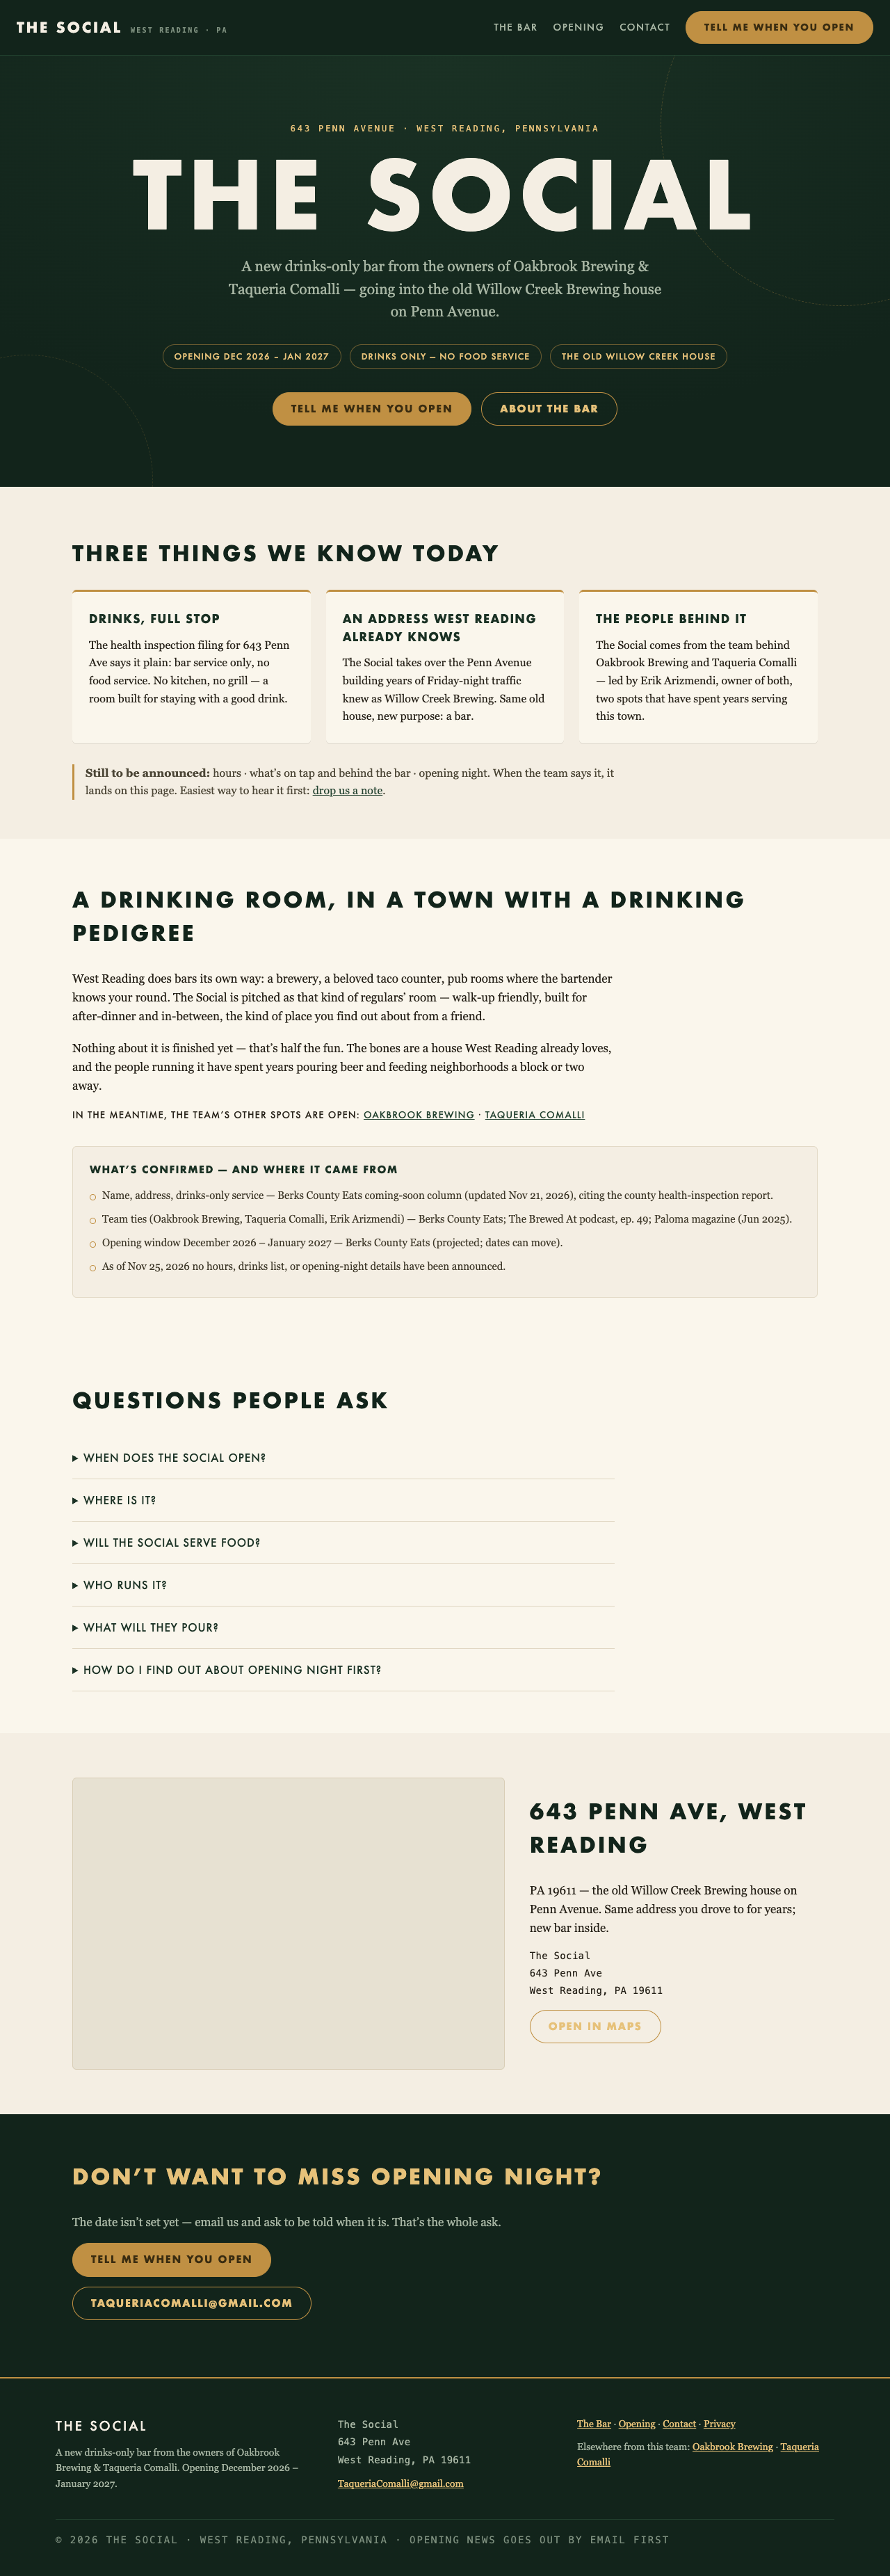 THE SOCIAL WEST READING · PA
THE BAR OPENING CONTACT TELL ME WHEN YOU OPEN
643 PENN AVENUE · WEST READING, PENNSYLVANIA
THE SOCIAL
A new drinks-only bar from the owners of Oakbrook Brewing &
Taqueria Comalli — going into the old Willow Creek Brewing house
on Penn Avenue.
OPENING DEC 2026 – JAN 2027 DRINKS ONLY — NO FOOD SERVICE THE OLD WILLOW CREEK HOUSE
TELL ME WHEN YOU OPEN ABOUT THE BAR
THREE THINGS WE KNOW TODAY
DRINKS, FULL STOP
The health inspection filing for 643 Penn
Ave says it plain: bar service only, no
food service. No kitchen, no grill — a
room built for staying with a good drink.
AN ADDRESS WEST READING
ALREADY KNOWS
The Social takes over the Penn Avenue
building years of Friday-night traffic
knew as Willow Creek Brewing. Same old
house, new purpose: a bar.
THE PEOPLE BEHIND IT
The Social comes from the team behind
Oakbrook Brewing and Taqueria Comalli
— led by Erik Arizmendi, owner of both,
two spots that have spent years serving
this town.
Still to be announced: hours · what’s on tap and behind the bar · opening night. When the team says it, it
lands on this page. Easiest way to hear it first: drop us a note.
A DRINKING ROOM, IN A TOWN WITH A DRINKING
PEDIGREE
West Reading does bars its own way: a brewery, a beloved taco counter, pub rooms where the bartender
knows your round. The Social is pitched as that kind of regulars’ room — walk-up friendly, built for
after-dinner and in-between, the kind of place you find out about from a friend.
Nothing about it is finished yet — that’s half the fun. The bones are a house West Reading already loves,
and the people running it have spent years pouring beer and feeding neighborhoods a block or two
away.
IN THE MEANTIME, THE TEAM’S OTHER SPOTS ARE OPEN: OAKBROOK BREWING · TAQUERIA COMALLI
WHAT’S CONFIRMED — AND WHERE IT CAME FROM
Name, address, drinks-only service — Berks County Eats coming-soon column (updated Nov 21, 2026), citing the county health-inspection report.
Team ties (Oakbrook Brewing, Taqueria Comalli, Erik Arizmendi) — Berks County Eats; The Brewed At podcast, ep. 49; Paloma magazine (Jun 2025).
Opening window December 2026 – January 2027 — Berks County Eats (projected; dates can move).
As of Nov 25, 2026 no hours, drinks list, or opening-night details have been announced.
QUESTIONS PEOPLE ASK
WHEN DOES THE SOCIAL OPEN?
WHERE IS IT?
WILL THE SOCIAL SERVE FOOD?
WHO RUNS IT?
WHAT WILL THEY POUR?
HOW DO I FIND OUT ABOUT OPENING NIGHT FIRST?
643 PENN AVE, WEST
READING
PA 19611 — the old Willow Creek Brewing house on
Penn Avenue. Same address you drove to for years;
new bar inside.
The Social
643 Penn Ave
West Reading, PA 19611
OPEN IN MAPS
DON’T WANT TO MISS OPENING NIGHT?
The date isn’t set yet — email us and ask to be told when it is. That’s the whole ask.
TELL ME WHEN YOU OPEN
TAQUERIACOMALLI@GMAIL.COM
THE SOCIAL
A new drinks-only bar from the owners of Oakbrook
Brewing & Taqueria Comalli. Opening December 2026 –
January 2027.
The Social
643 Penn Ave
West Reading, PA 19611
TaqueriaComalli@gmail.com
The Bar · Opening · Contact · Privacy
Elsewhere from this team: Oakbrook Brewing · Taqueria
Comalli
© 2026 THE SOCIAL · WEST READING, PENNSYLVANIA · OPENING NEWS GOES OUT BY EMAIL FIRST